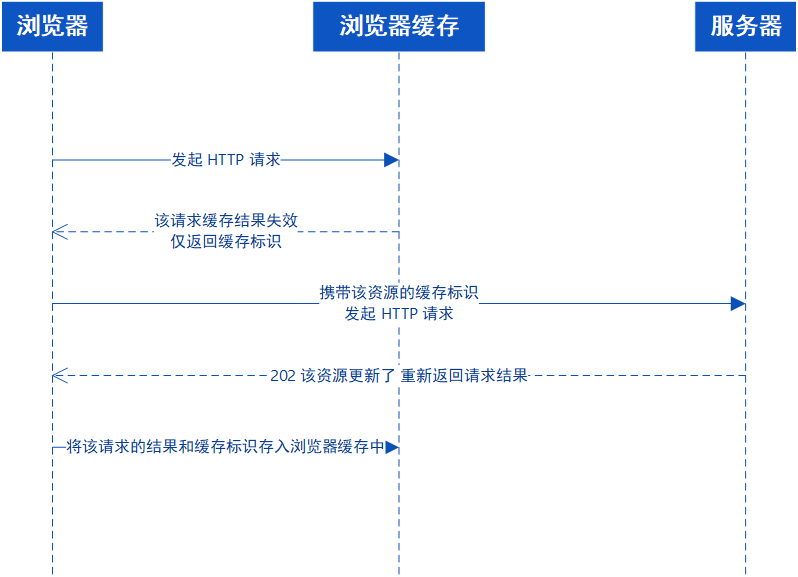 浏览器
浏览器缓存
服务器
发起 HTTP 请求
该请求缓存结果失效
仅返回缓存标识
携带该资源的缓存标识
发起 HTTP 请求
202 该资源更新了 重新返回请求结果
将该请求的结果和缓存标识存入浏览器缓存中